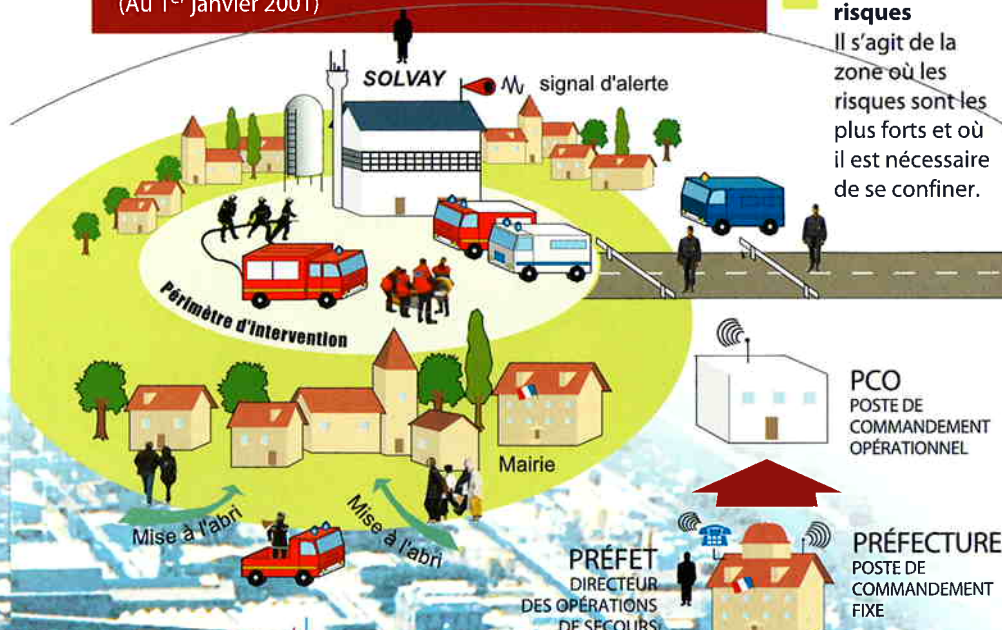 (Au 1er janvier 2001)
risques
Il s'agit de la
zone où les
risques sont les
plus forts et où
il est nécessaire
de se confiner.
SOLVAY
signal d'alerte
Périmètre d'intervention
PCO
POSTE DE
COMMANDEMENT
OPÉRATIONNEL
Mairie
Mise à l'abri
Mise à l'abri
PRÉFET
DIRECTEUR
DES OPÉRATIONS
DE SECOURS
PRÉFECTURE
POSTE DE
COMMANDEMENT
FIXE